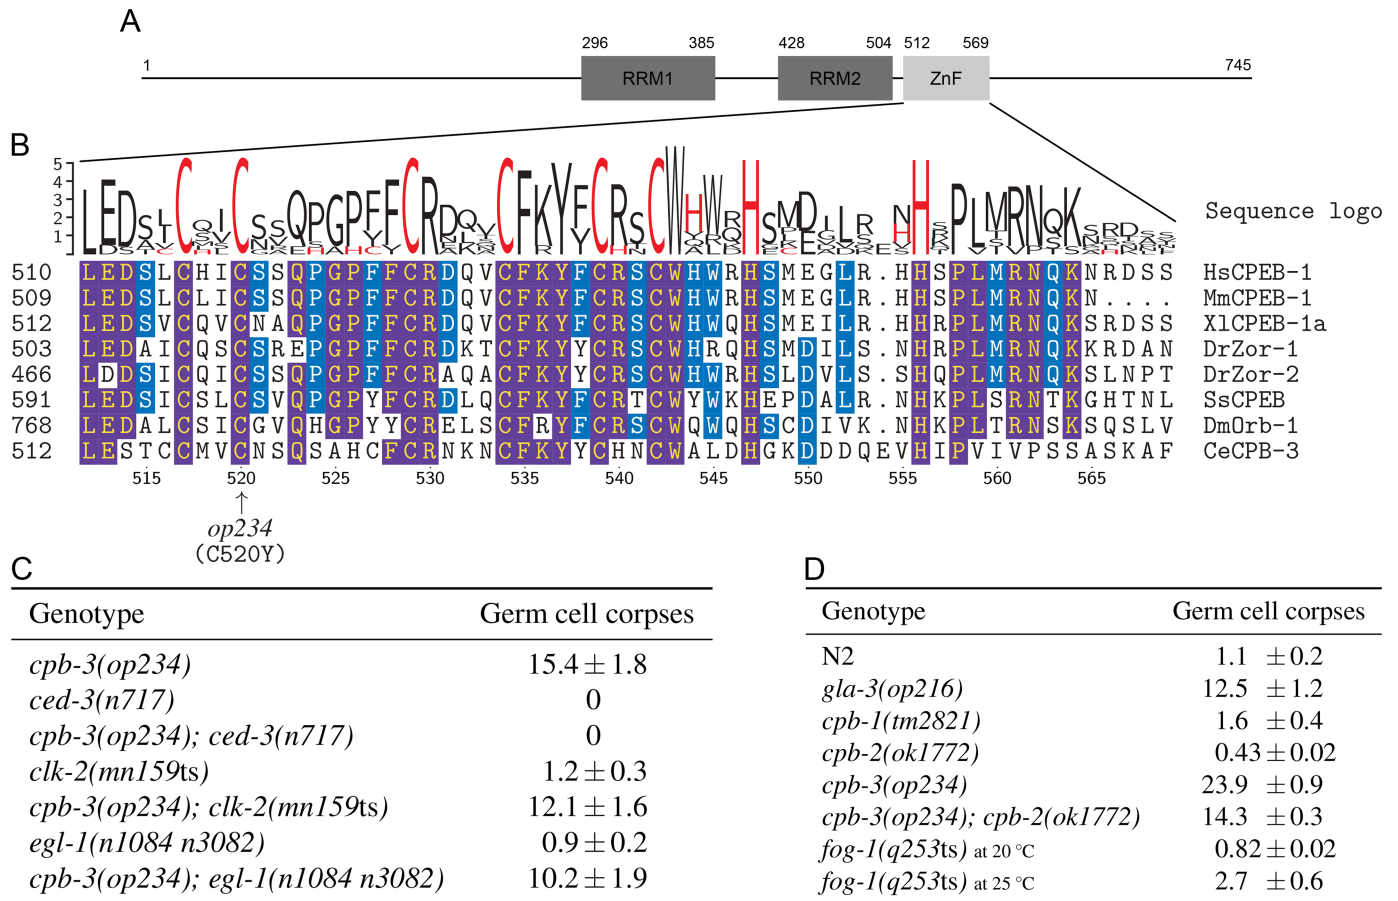 A
1
296
385
428
504
512
569
745
RRM1
RRM2
ZnF
B
5
4
3
2
1
Sequence logo
510 LEDSLCHICSSQPGPFFCRDQVCFKYFCRSCWHWRHSMEGLR.HHSPLMRNQKNRDSS HsCPEB-1
509 LEDSLCLICSSQPGPFFCRDQVCFKYFCRSCWHWRHSMEGLR.HHSPLMRNQKN.... MmCPEB-1
512 LEDSVCQVCNAQPGPFFCRDQVCFKYFCRSCWHWQHSMEILR.HHRPLMRNQKSRDSS XlCPEB-1a
503 LEDAICQSCSREPGPFFCRDKTCFKYYCRSCWHRQHSMDILS.NHRPLMRNQKKRDAN DrZor-1
466 LDDSICQICSSQPGPFFCRAQACFKYYCRSCWHWRHSLDVLS.SHQPLMRNQKSLNPT DrZor-2
591 LEDSICSLCSVQPGPYFCRDLQCFKYFCRTCWYWKHEPDALR.NHKPLSRNTKGHTNL SsCPEB
768 LEDALCSICGVQHGPYYCRELSCFRYFCRSCWQWQHSCDIVK.NHKPLTRNSKSQSLV DmOrb-1
512 LESTCCMVCNSQSAHCFCRNKNCFKYYCHNCWALDHGKDDDQEVHIPVIVPSSASKAF CeCPB-3
515 520 525 530 535 540 545 550 555 560 565
↑
op234
(C520Y)
C
Genotype Germ cell corpses
cpb-3(op234) 15.4 ± 1.8
ced-3(n717) 0
cpb-3(op234); ced-3(n717) 0
clk-2(mn159ts) 1.2 ± 0.3
cpb-3(op234); clk-2(mn159ts) 12.1 ± 1.6
egl-1(n1084 n3082) 0.9 ± 0.2
cpb-3(op234); egl-1(n1084 n3082) 10.2 ± 1.9
D
Genotype Germ cell corpses
N2 1.1 ± 0.2
gla-3(op216) 12.5 ± 1.2
cpb-1(tm2821) 1.6 ± 0.4
cpb-2(ok1772) 0.43 ± 0.02
cpb-3(op234) 23.9 ± 0.9
cpb-3(op234); cpb-2(ok1772) 14.3 ± 0.3
fog-1(q253ts) at 20 °C 0.82 ± 0.02
fog-1(q253ts) at 25 °C 2.7 ± 0.6